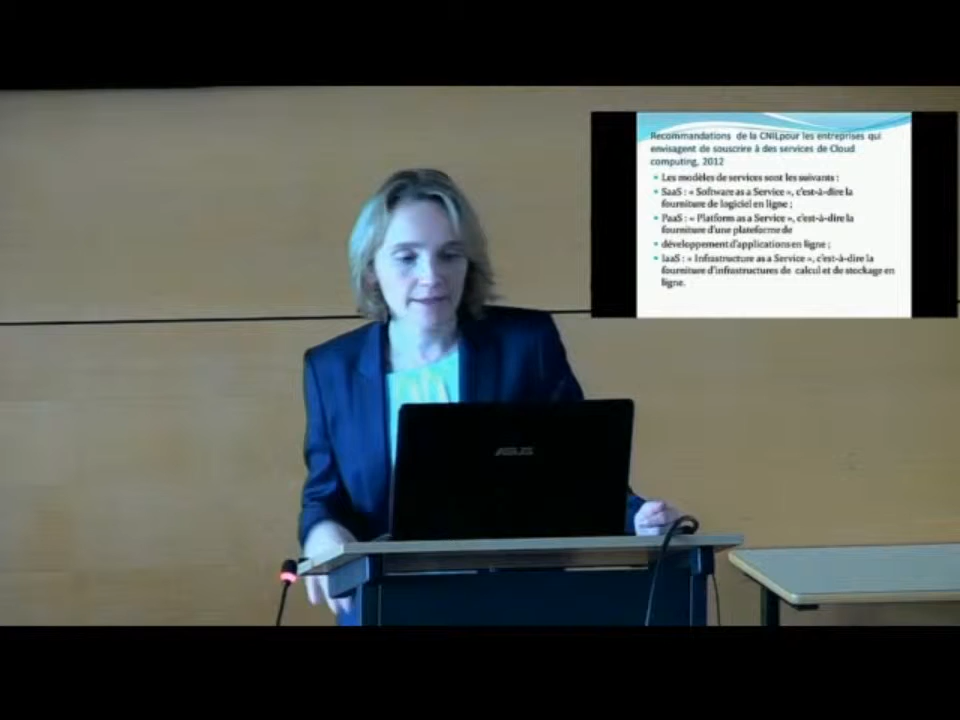 Recommandations de la CNILpour les entreprises qui
envisagent de souscrire à des services de Cloud
computing, 2012
• Les modèles de services sont les suivants :
• SaaS : « Software as a Service », c'est-à-dire la
fourniture de logiciel en ligne ;
• PaaS : « Platform as a Service », c'est-à-dire la
fourniture d'une plateforme de
• développement d'applications en ligne ;
• IaaS : « Infrastructure as a Service », c'est-à-dire la
fourniture d'infrastructures de calcul et de stockage en
ligne.
ASUS